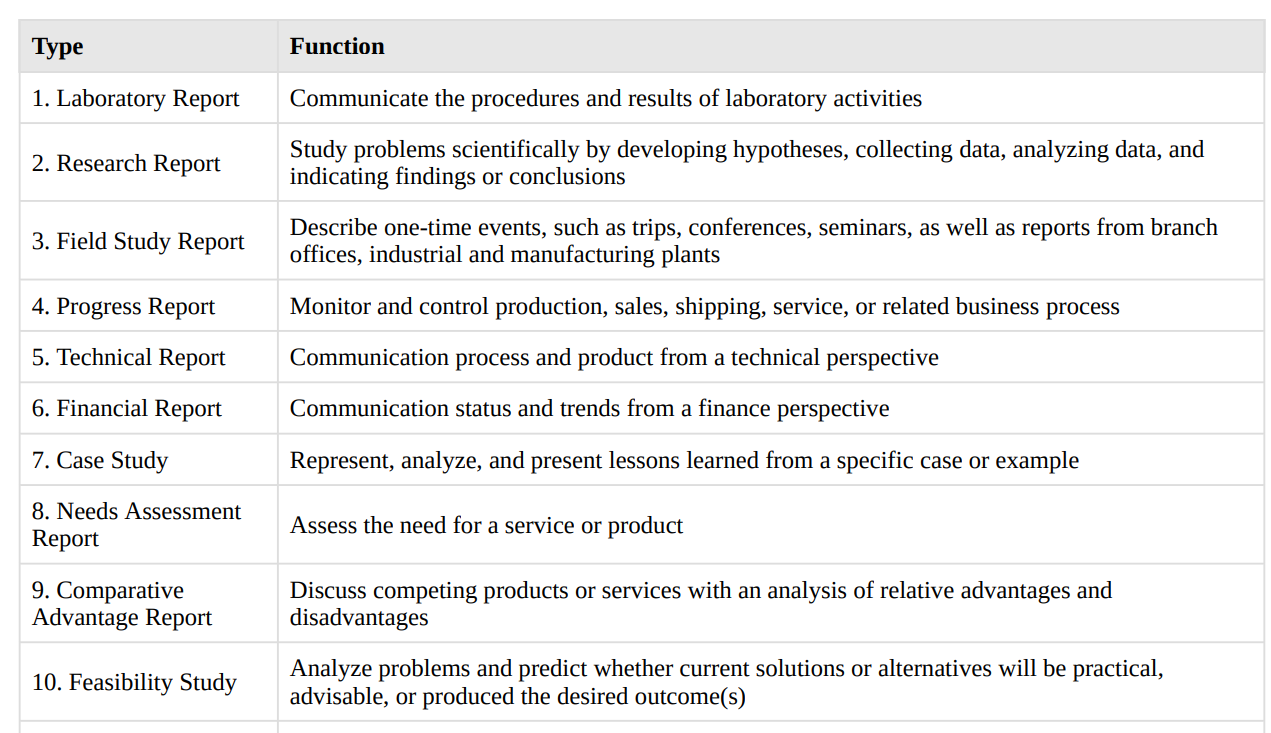 Type Function
1. Laboratory Report Communicate the procedures and results of laboratory activities
2. Research Report Study problems scientifically by developing hypotheses, collecting data, analyzing data, and
indicating findings or conclusions
3. Field Study Report Describe one-time events, such as trips, conferences, seminars, as well as reports from branch
offices, industrial and manufacturing plants
4. Progress Report Monitor and control production, sales, shipping, service, or related business process
5. Technical Report Communication process and product from a technical perspective
6. Financial Report Communication status and trends from a finance perspective
7. Case Study Represent, analyze, and present lessons learned from a specific case or example
8. Needs Assessment
Report
Assess the need for a service or product
9. Comparative
Advantage Report
Discuss competing products or services with an analysis of relative advantages and
disadvantages
10. Feasibility Study Analyze problems and predict whether current solutions or alternatives will be practical,
advisable, or produced the desired outcome(s)